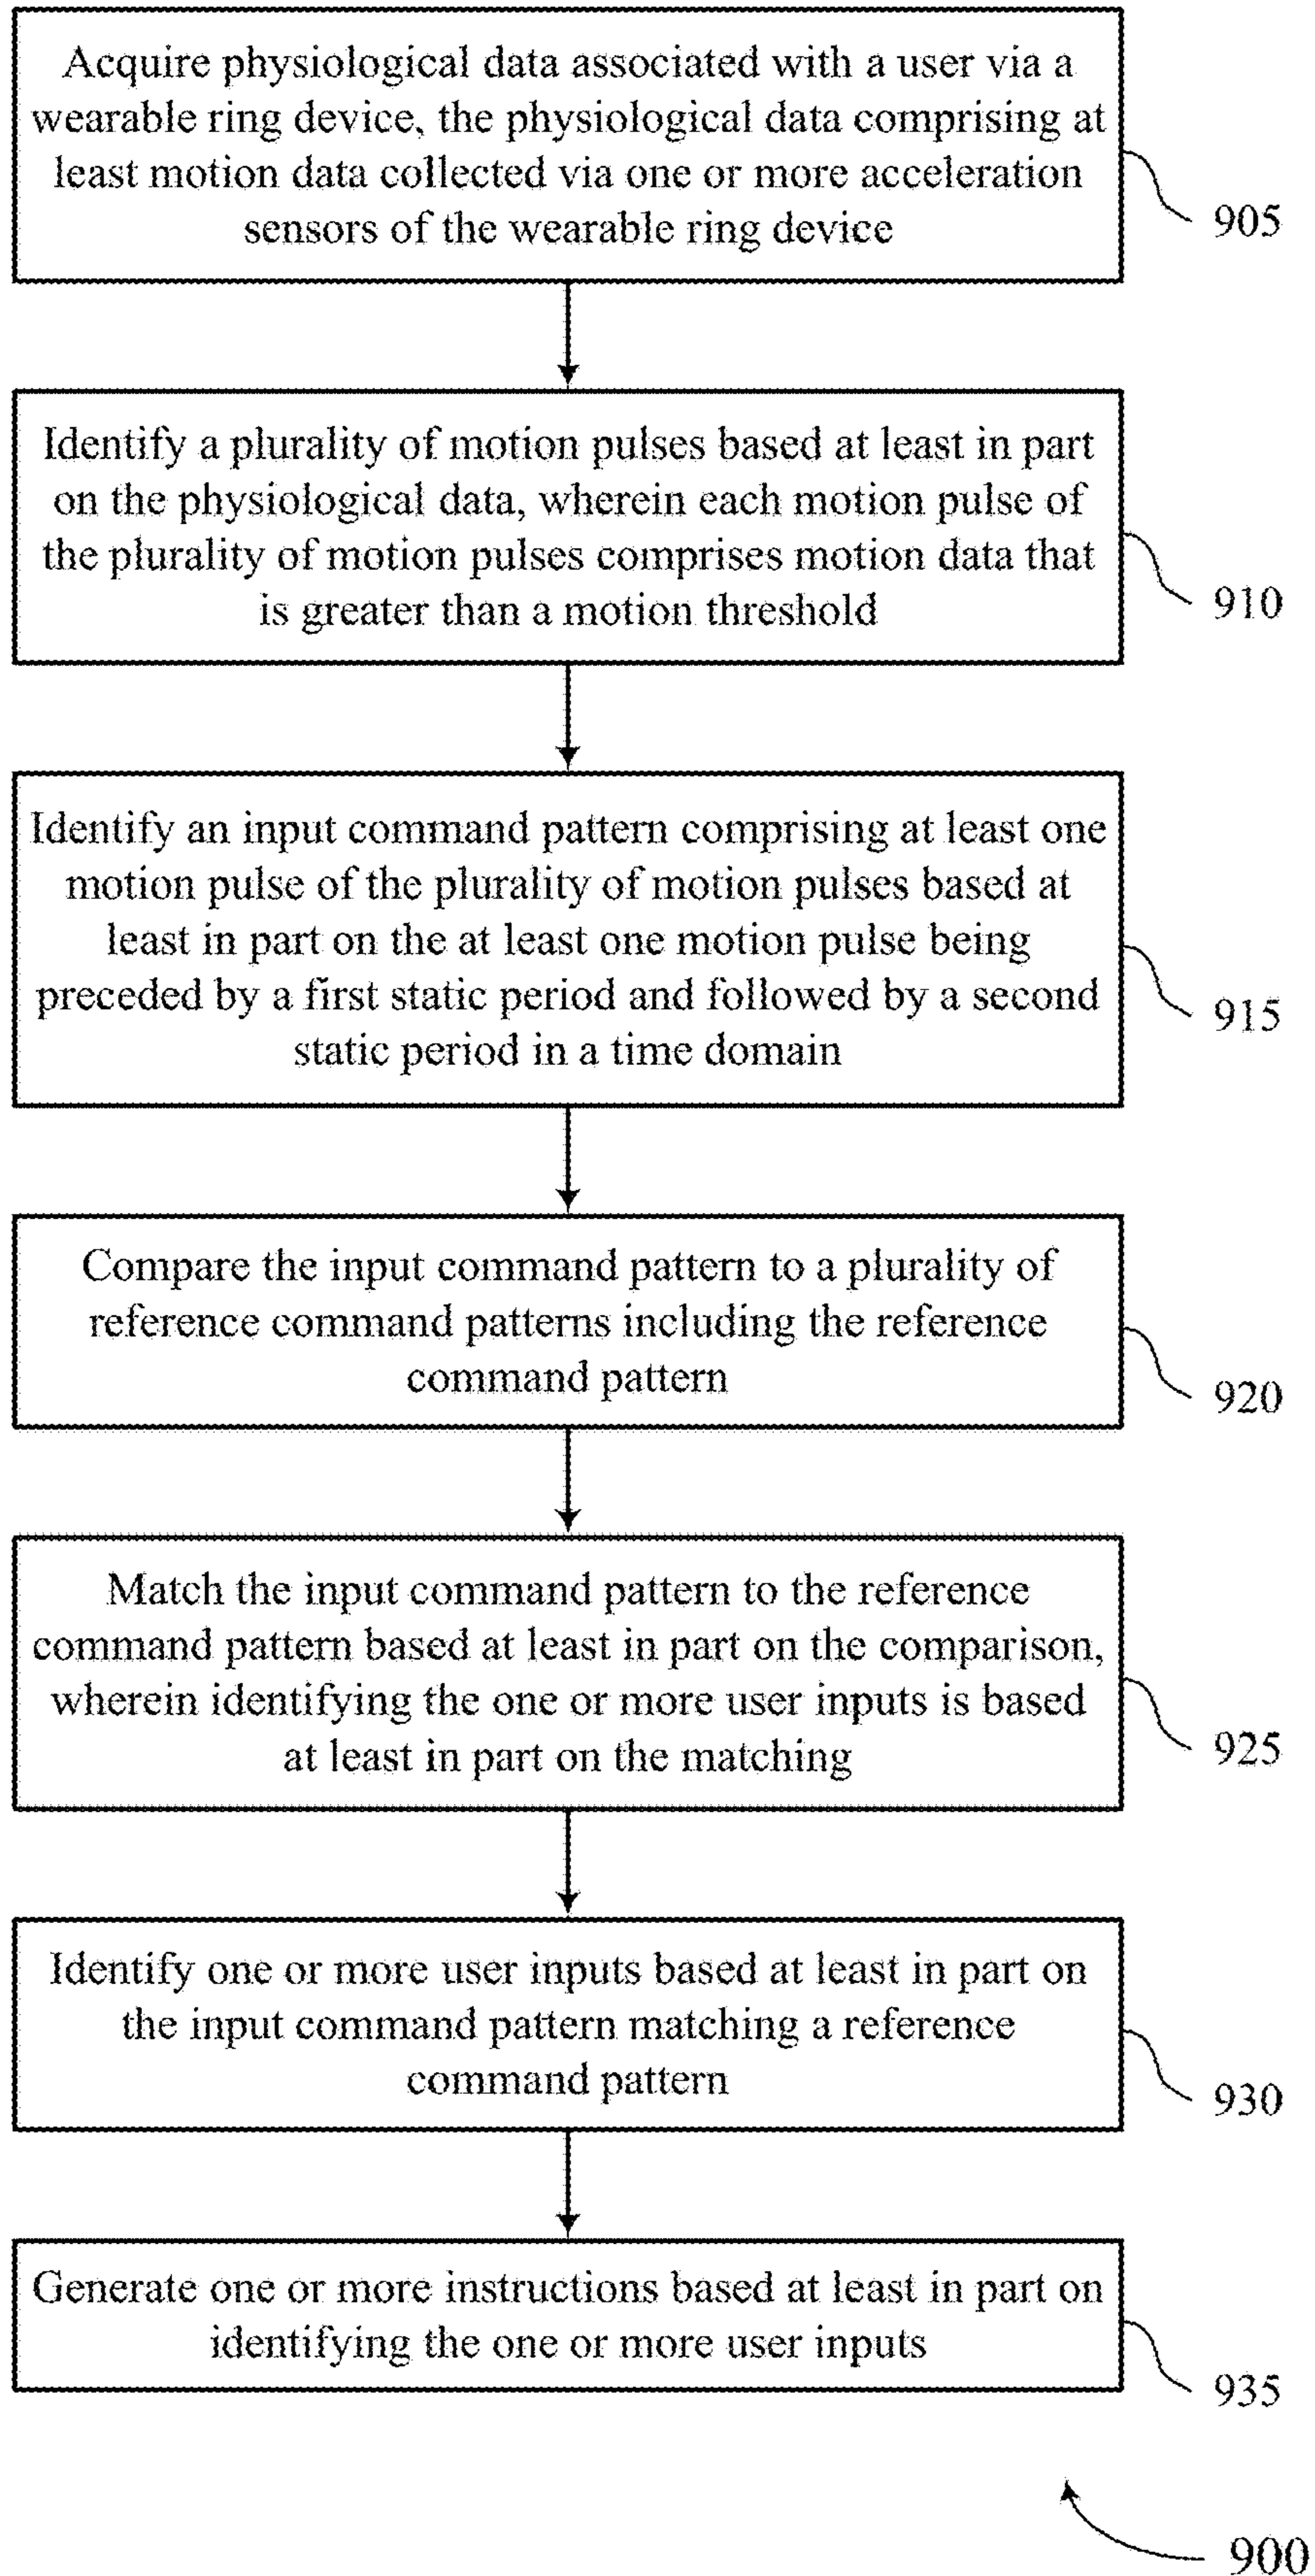 Acquire physiological data associated with a user via a
wearable ring device, the physiological data comprising at
least motion data collected via one or more acceleration
sensors of the wearable ring device
905
Identify a plurality of motion pulses based at least in part
on the physiological data, wherein each motion pulse of
the plurality of motion pulses comprises motion data that
is greater than a motion threshold
910
Identify an input command pattern comprising at least one
motion pulse of the plurality of motion pulses based at
least in part on the at least one motion pulse being
preceded by a first static period and followed by a second
static period in a time domain
915
Compare the input command pattern to a plurality of
reference command patterns including the reference
command pattern
920
Match the input command pattern to the reference
command pattern based at least in part on the comparison,
wherein identifying the one or more user inputs is based
at least in part on the matching
925
Identify one or more user inputs based at least in part on
the input command pattern matching a reference
command pattern
930
Generate one or more instructions based at least in part on
identifying the one or more user inputs
935
900